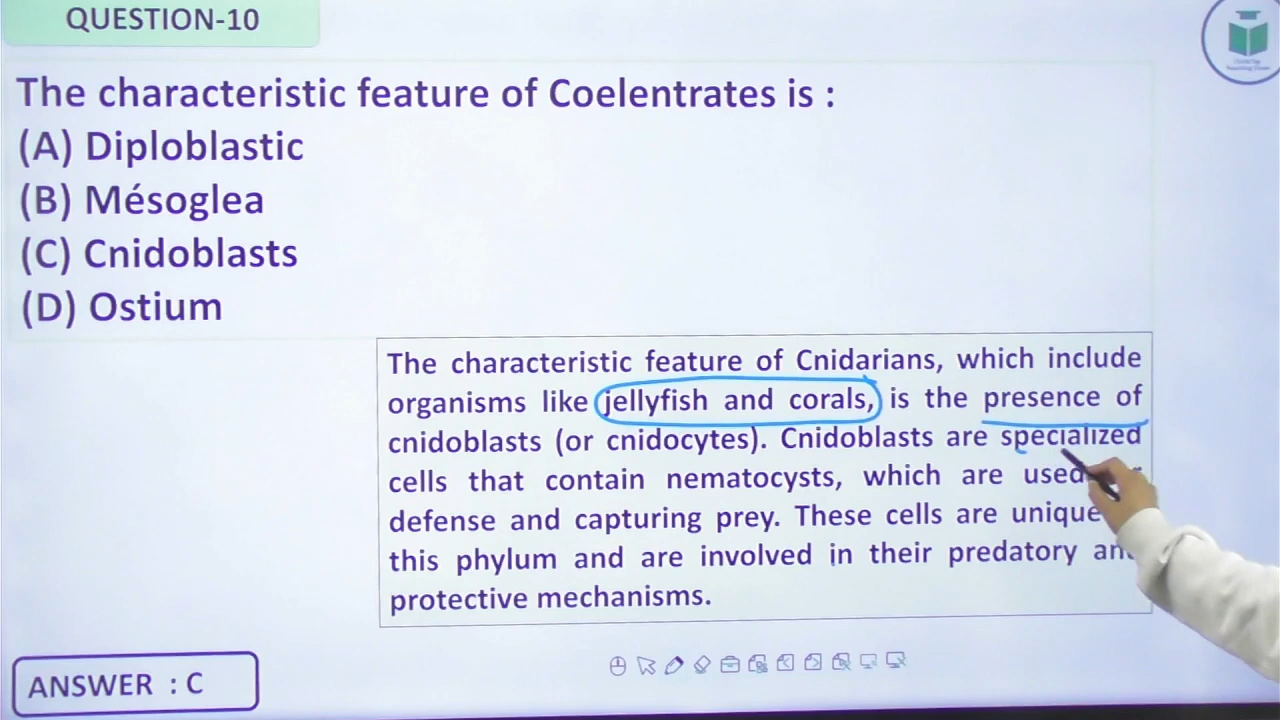 QUESTION-10
The characteristic feature of Coelentrates is :
(A) Diploblastic
(B) Mésoglea
(C) Cnidoblasts
(D) Ostium
The characteristic feature of Cnidarians, which include
organisms like jellyfish and corals, is the presence of
cnidoblasts (or cnidocytes). Cnidoblasts are specialized
cells that contain nematocysts, which are used
defense and capturing prey. These cells are unique
this phylum and are involved in their predatory
protective mechanisms.
ANSWER : C